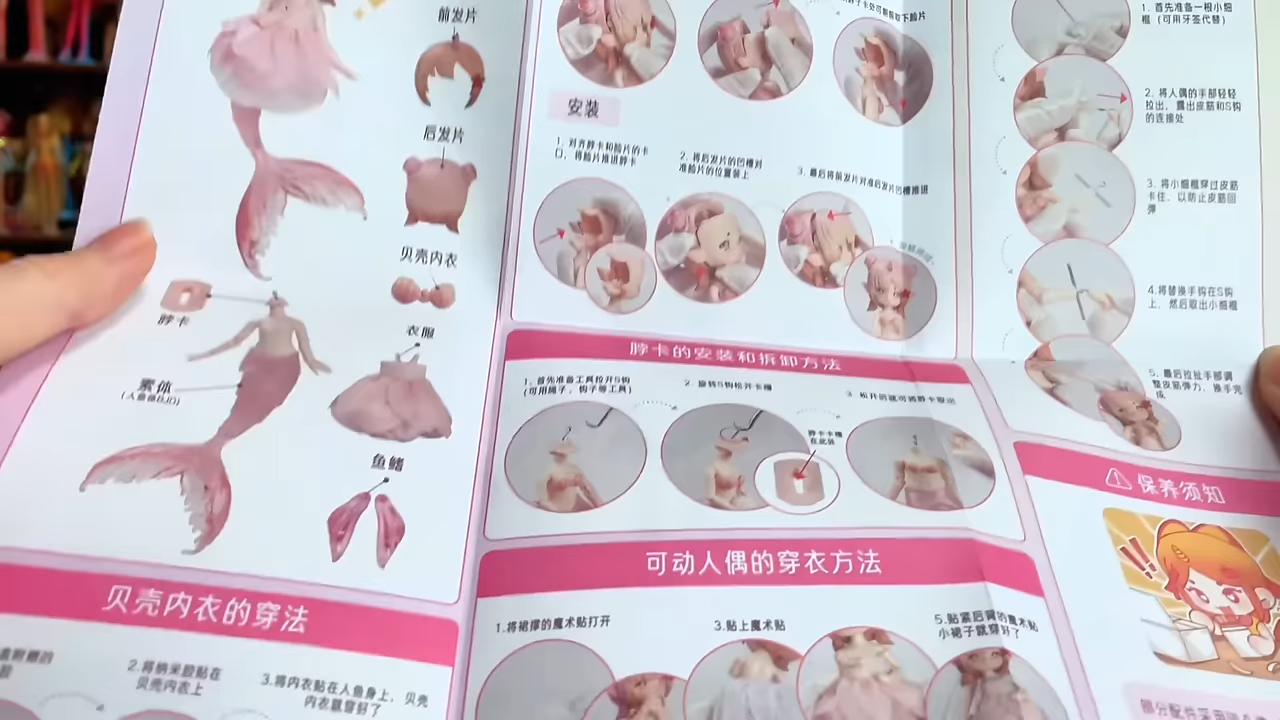 前发片
后发片
贝壳内衣
衣服
鱼鳍
脖卡
素体
(人鱼身BJD)
贝壳内衣的穿法
2.将纳米胶贴在
贝壳内衣上
3.将内衣贴在人鱼身上，贝壳
内衣就穿好了
安装
1. 对齐脖卡和脸片的卡
口，将脸片推进脖卡
2. 将后发片的凹槽对
准脸片的位置装上
3. 最后将前发片对准后发片凹槽推进
脖卡的安装和拆卸方法
1. 首先准备工具拉开S钩
(可用绳子，钩子等工具)
2. 旋转S钩松开卡槽
脖卡卡槽
在此装
3. 松开后就可将脖卡取出
可动人偶的穿衣方法
1.将裙撑的魔术贴打开
3.贴上魔术贴
5.贴紧后背的魔术贴
小裙子就穿好了
1. 首先准备一根小细
棍（可用牙签代替）
2. 将人偶的手部轻轻
拉出，露出皮筋和S钩
的连接处
3. 将小细棍穿过皮筋
卡住，以防止皮筋回
弹
4.将替换手钩在S钩
上，然后取出小细棍
5. 最后拉扯手部调
整皮筋弹力，换手完
成
保养须知